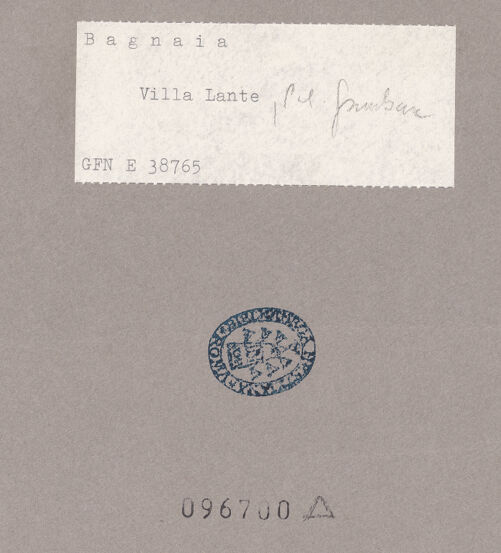 Bagnaia
Villa Lante, Pal. Gambara
GFN E 38765
096700